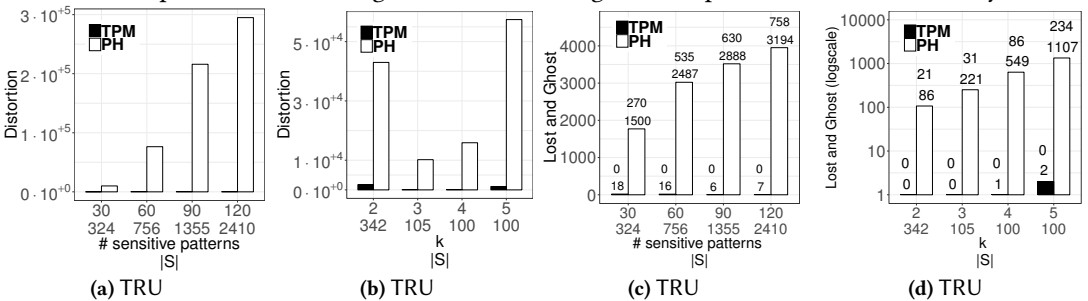 TPM
PH
3 · 10+5
2 · 10+5
1 · 10+5
0 · 10+0
Distortion
30 60 90 120
324 756 1355 2410
# sensitive patterns
|S|
(a) TRU
TPM
PH
5 · 10+4
3 · 10+4
1 · 10+4
0 · 10+0
Distortion
2 3 4 5
342 105 100 100
k
|S|
(b) TRU
TPM
PH
4000
3000
2000
1000
0
Lost and Ghost
270 535 630 758
1500 2487 2888 3194
0 0 0 0
18 16 6 7
30 60 90 120
324 756 1355 2410
# sensitive patterns
|S|
(c) TRU
TPM
PH
10000
1000
100
10
1
Lost and Ghost (logscale)
21 31 86 234
86 221 549 1107
0 0 0 0
0 0 1 2
2 3 4 5
342 105 100 100
k
|S|
(d) TRU